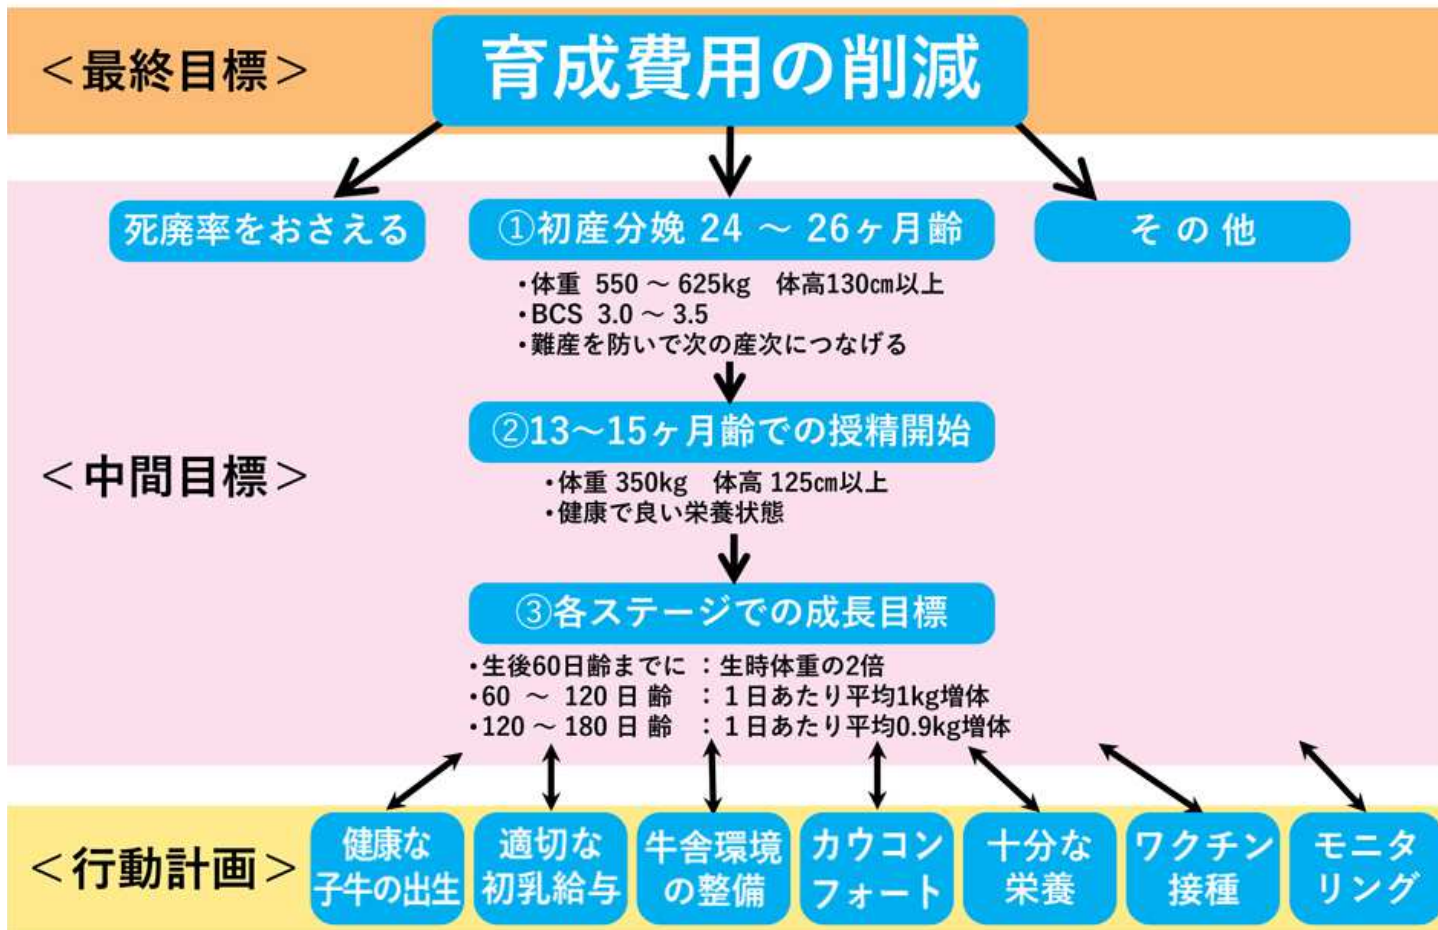 ＜最終目標＞
育成費用の削減
死廃率をおさえる
①初産分娩 24 ～ 26ヶ月齢
その他
・体重 550 ～ 625kg 体高130㎝以上
・BCS 3.0 ～ 3.5
・難産を防いで次の産次につなげる
＜中間目標＞
②13～15ヶ月齢での授精開始
・体重 350kg 体高 125㎝以上
・健康で良い栄養状態
③各ステージでの成長目標
・生後60日齢までに：生時体重の2倍
・60 ～ 120 日 齢 ：１日あたり平均1kg増体
・120 ～ 180 日 齢 ：１日あたり平均0.9kg増体
＜行動計画＞
健康な
子牛の出生
適切な
初乳給与
牛舎環境
の整備
カウコン
フォート
十分な
栄養
ワクチン
接種
モニタ
リング